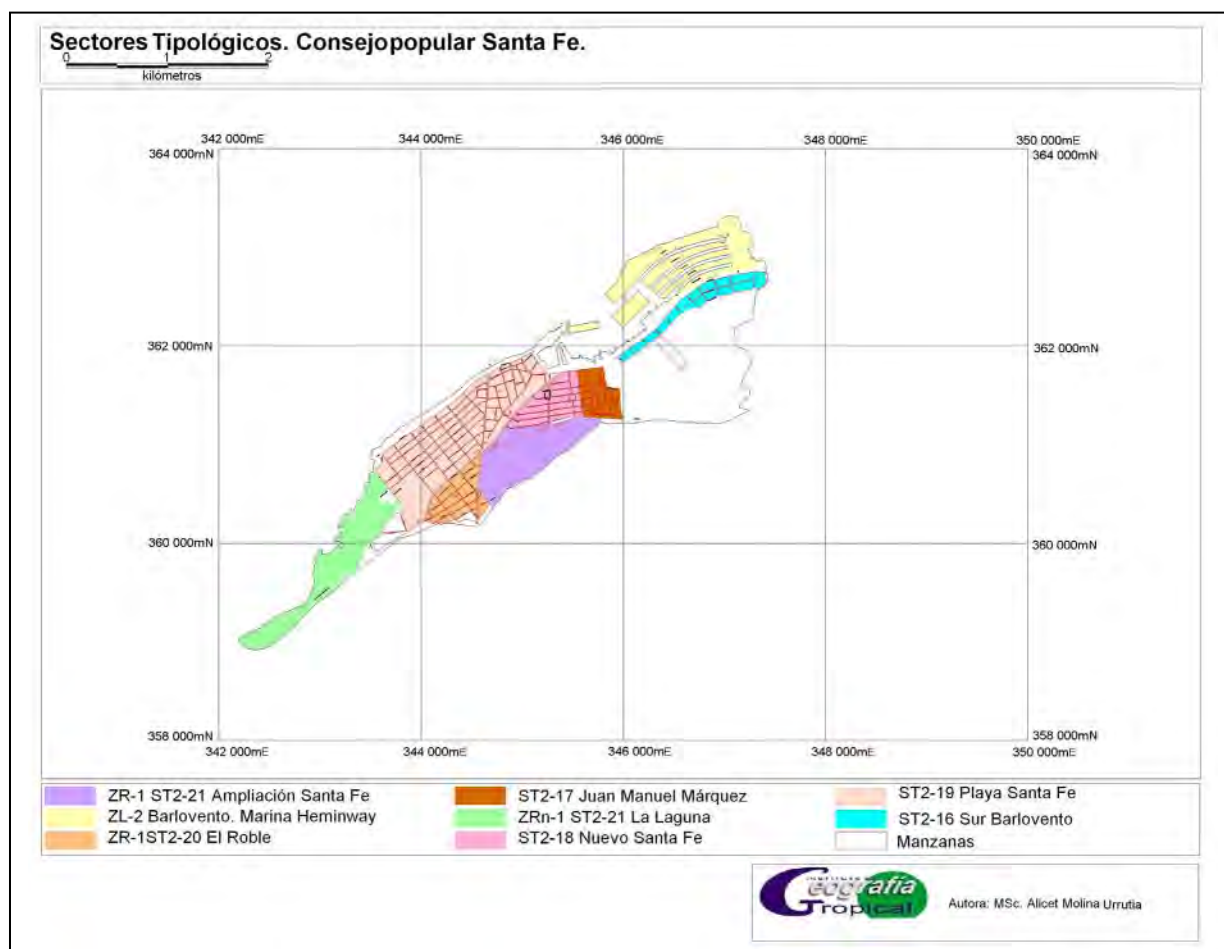 Sectores Tipológicos. Consejopopular Santa Fe.
0 1 2
kilómetros
342 000mE 344 000mE 346 000mE 348 000mE 350 000mE
364 000mN 364 000mN
362 000mN 362 000mN
360 000mN 360 000mN
358 000mN 358 000mN
342 000mE 344 000mE 346 000mE 348 000mE 350 000mE
ZR-1 ST2-21 Ampliación Santa Fe
ZL-2 Barlovento. Marina Heminway
ZR-1ST2-20 El Roble
ST2-17 Juan Manuel Márquez
ZRn-1 ST2-21 La Laguna
ST2-18 Nuevo Santa Fe
ST2-19 Playa Santa Fe
ST2-16 Sur Barlovento
Manzanas
Geografía
Tropical
Autora: MSc. Alicet Molina Urrutia